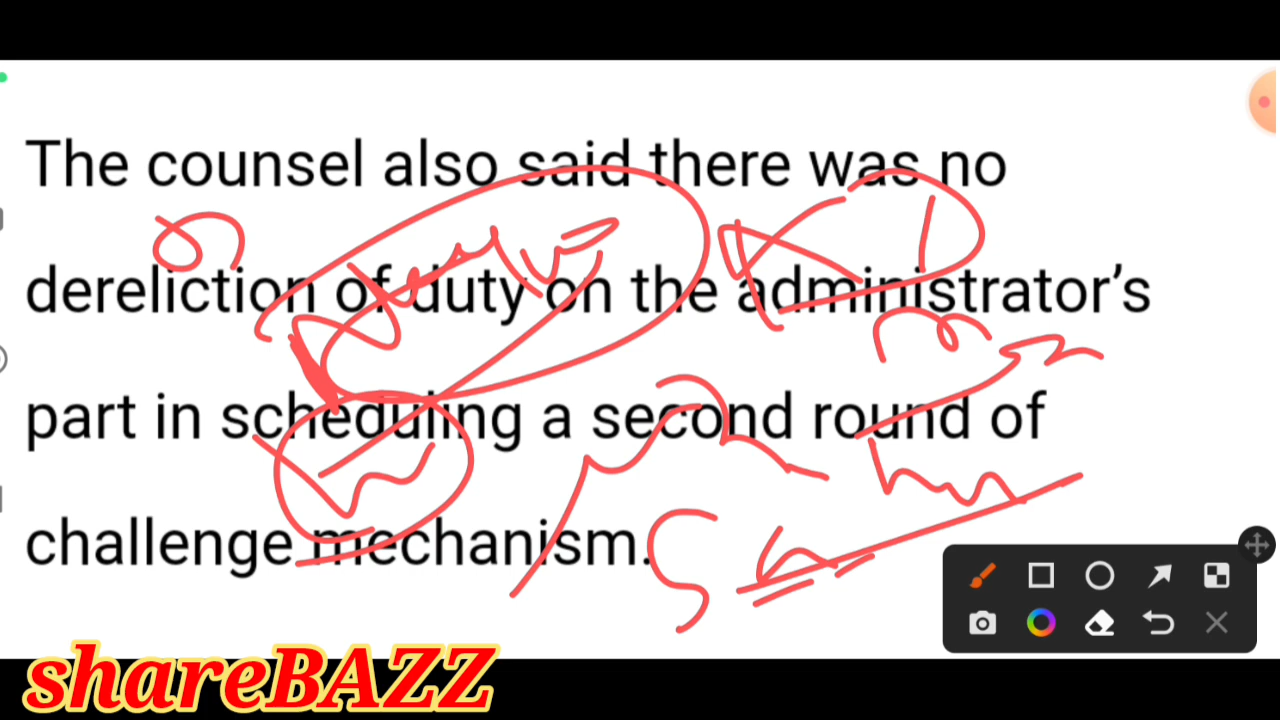 The counsel also said there was no
dereliction of duty on the administrator’s
part in scheduling a second round of
challenge mechanism.
shareBAZZ